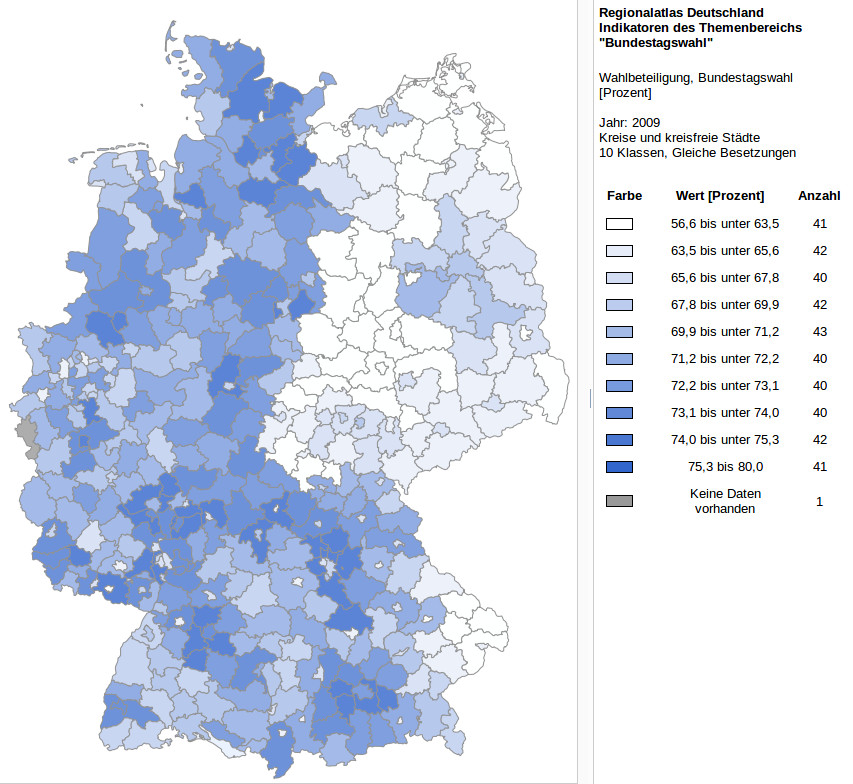 Regionalatlas Deutschland
Indikatoren des Themenbereichs
"Bundestagswahl"
Wahlbeteiligung, Bundestagswahl
[Prozent]
Jahr: 2009
Kreise und kreisfreie Städte
10 Klassen, Gleiche Besetzungen
Farbe Wert [Prozent] Anzahl
56,6 bis unter 63,5 41
63,5 bis unter 65,6 42
65,6 bis unter 67,8 40
67,8 bis unter 69,9 42
69,9 bis unter 71,2 43
71,2 bis unter 72,2 40
72,2 bis unter 73,1 40
73,1 bis unter 74,0 40
74,0 bis unter 75,3 42
75,3 bis 80,0 41
Keine Daten
vorhanden 1